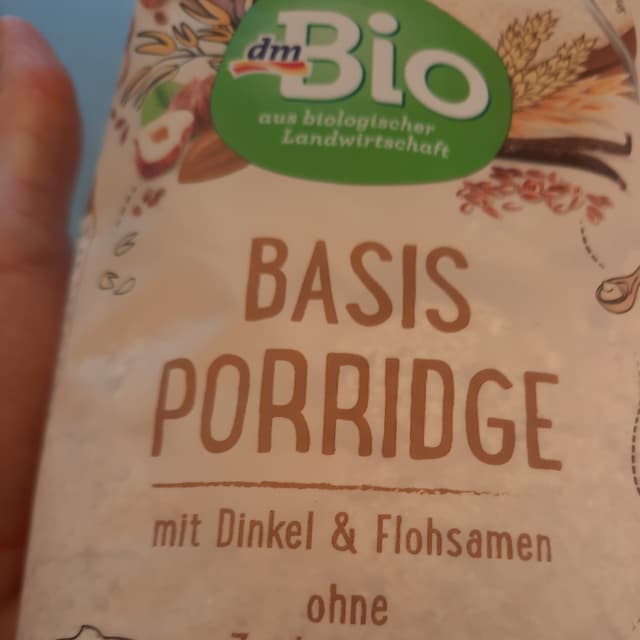 dm Bio
aus biologischer
Landwirtschaft
BASIS
PORRIDGE
mit Dinkel & Flohsamen
ohne